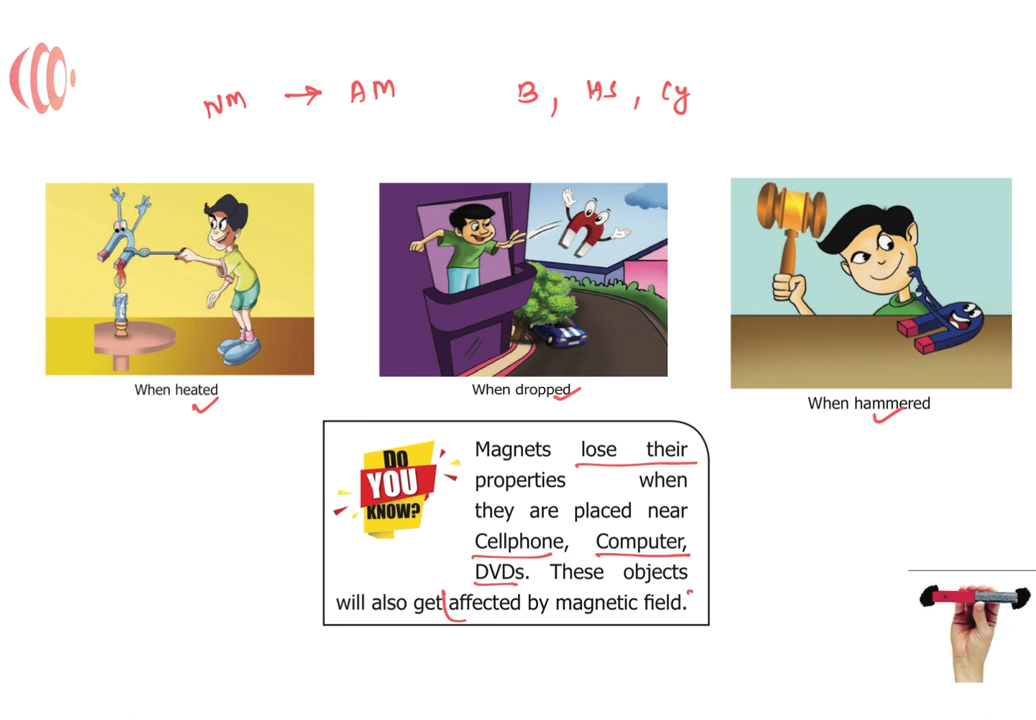 NM → AM B, HS, Cy
When heated
When dropped
When hammered
DO
YOU
KNOW?
Magnets lose their
properties when
they are placed near
Cellphone, Computer,
DVDs. These objects
will also get affected by magnetic field.